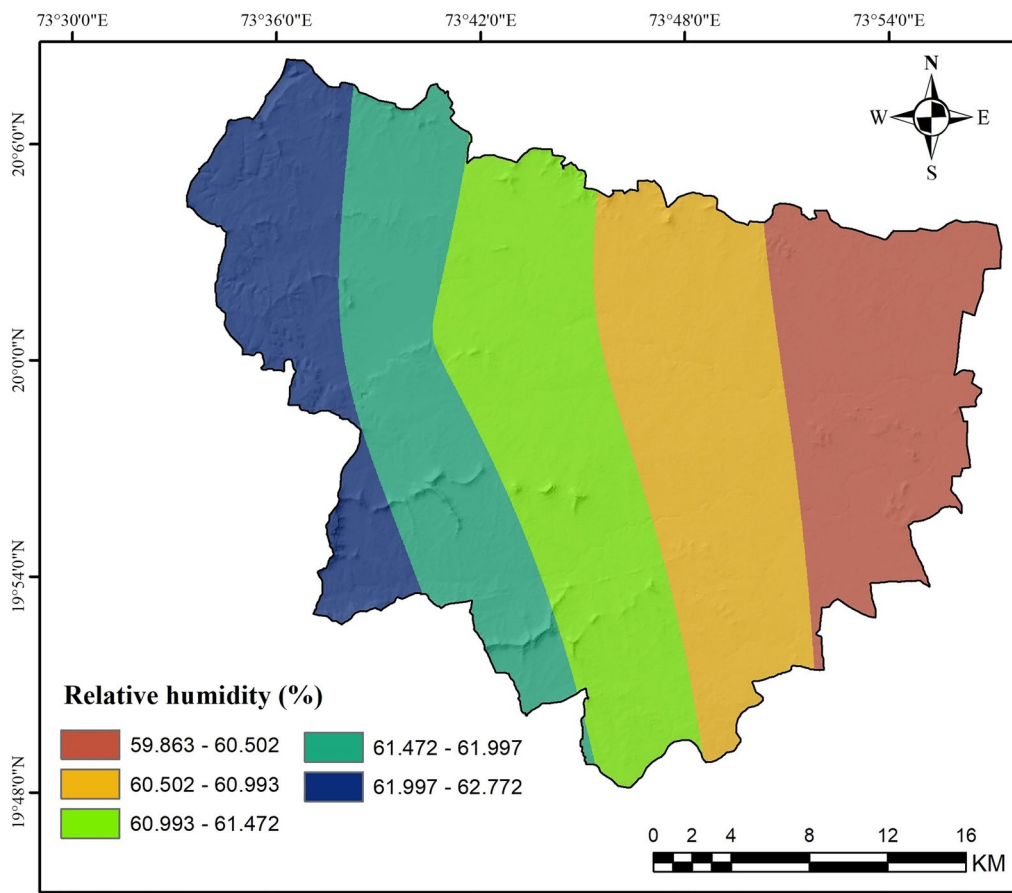 73°30'0"E 73°36'0"E 73°42'0"E 73°48'0"E 73°54'0"E
N
W E
S
20°6'0"N
20°0'0"N
19°54'0"N
19°48'0"N
Relative humidity (%)
59.863 - 60.502
60.502 - 60.993
60.993 - 61.472
61.472 - 61.997
61.997 - 62.772
0 2 4 8 12 16
KM